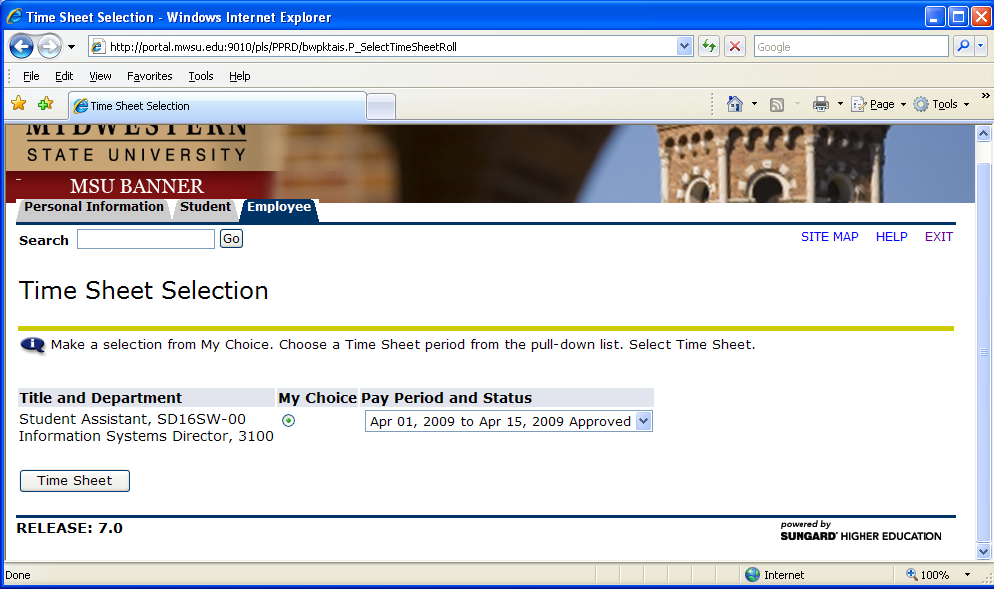 Time Sheet Selection - Windows Internet Explorer
http://portal.mwsu.edu:9010/pls/PPRD/bwpktais.P_SelectTimeSheetRoll
Google
File Edit View Favorites Tools Help
Time Sheet Selection
Page Tools
MIDWESTERN
STATE UNIVERSITY
MSU BANNER
Personal Information Student Employee
Search Go SITE MAP HELP EXIT
Time Sheet Selection
Make a selection from My Choice. Choose a Time Sheet period from the pull-down list. Select Time Sheet.
Title and Department My Choice Pay Period and Status
Student Assistant, SD16SW-00
Apr 01, 2009 to Apr 15, 2009 Approved
Information Systems Director, 3100
Time Sheet
RELEASE: 7.0
powered by
SUNGARD' HIGHER EDUCATION
Done Internet 100%